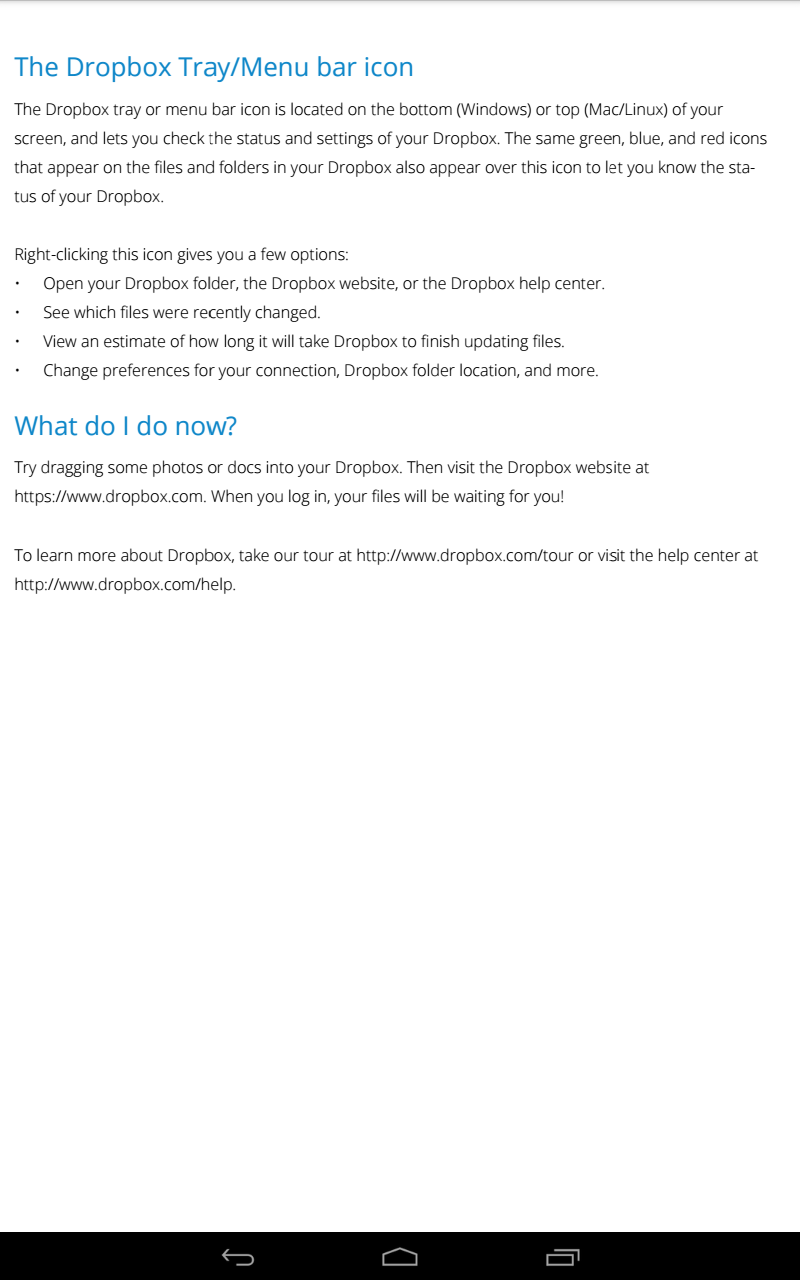 The Dropbox Tray/Menu bar icon
The Dropbox tray or menu bar icon is located on the bottom (Windows) or top (Mac/Linux) of your
screen, and lets you check the status and settings of your Dropbox. The same green, blue, and red icons
that appear on the files and folders in your Dropbox also appear over this icon to let you know the sta-
tus of your Dropbox.
Right-clicking this icon gives you a few options:
• Open your Dropbox folder, the Dropbox website, or the Dropbox help center.
• See which files were recently changed.
• View an estimate of how long it will take Dropbox to finish updating files.
• Change preferences for your connection, Dropbox folder location, and more.
What do I do now?
Try dragging some photos or docs into your Dropbox. Then visit the Dropbox website at
https://www.dropbox.com. When you log in, your files will be waiting for you!
To learn more about Dropbox, take our tour at http://www.dropbox.com/tour or visit the help center at
http://www.dropbox.com/help.